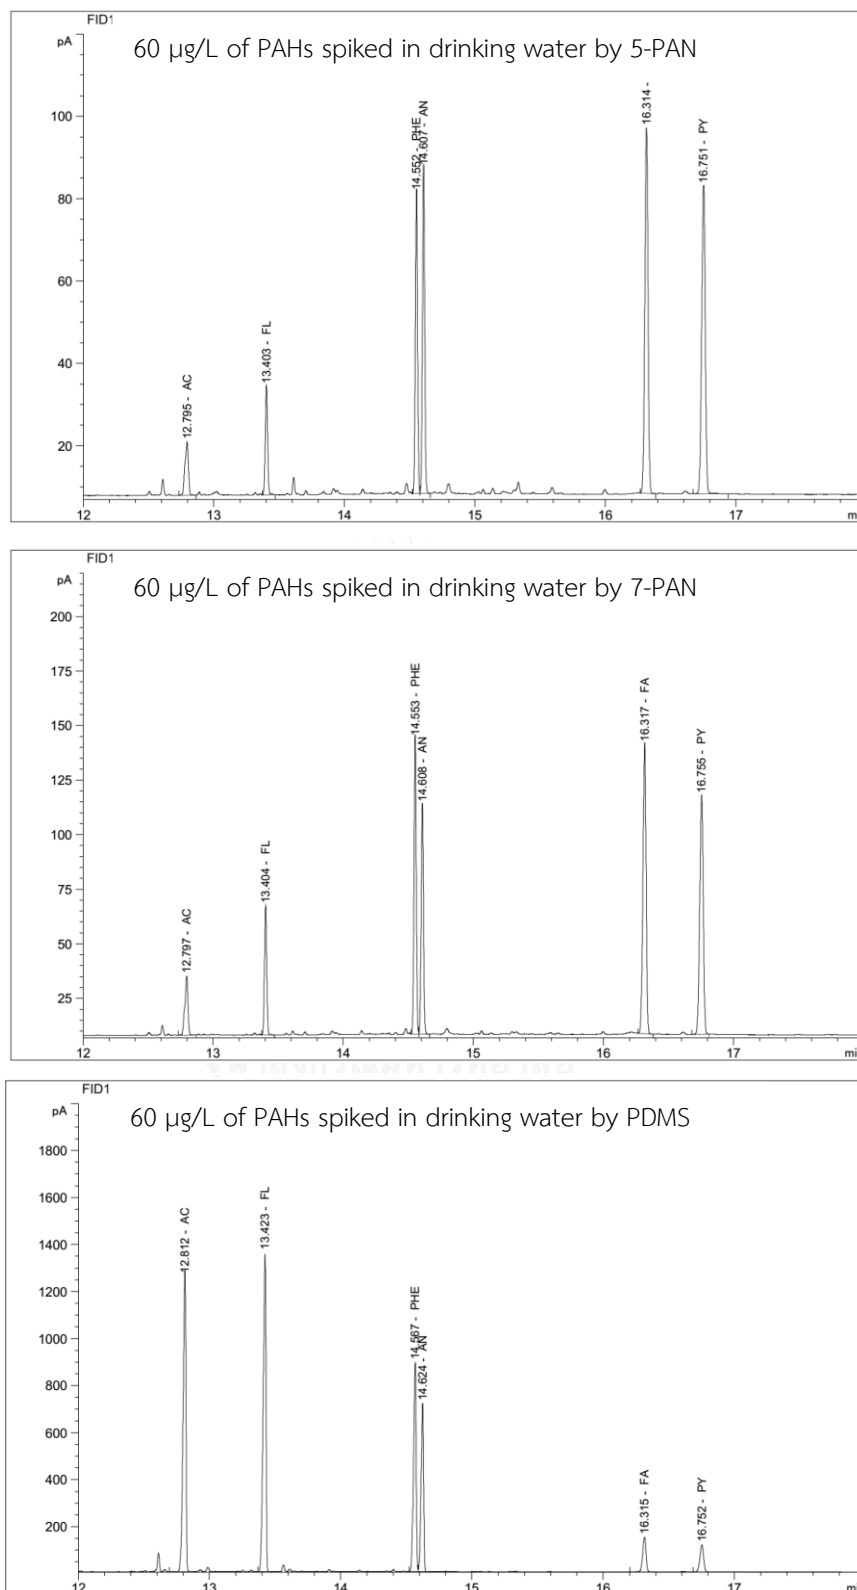 FID1
pA
60 µg/L of PAHs spiked in drinking water by 5-PAN
100
80
60
40
20
12.795 - AC
13.403 - FL
14.552 - PHE
14.607 - AN
16.314 -
16.751 - PY
12 13 14 15 16 17 m
FID1
pA
60 µg/L of PAHs spiked in drinking water by 7-PAN
200
175
150
125
100
75
50
25
12.797 - AC
13.404 - FL
14.553 - PHE
14.608 - AN
16.317 - FA
16.755 - PY
12 13 14 15 16 17 mi
FID1
pA
60 µg/L of PAHs spiked in drinking water by PDMS
1800
1600
1400
1200
1000
800
600
400
200
12.812 - AC
13.423 - FL
14.567 - PHE
14.624 - AN
16.315 - FA
16.752 - PY
12 13 14 15 16 17 m